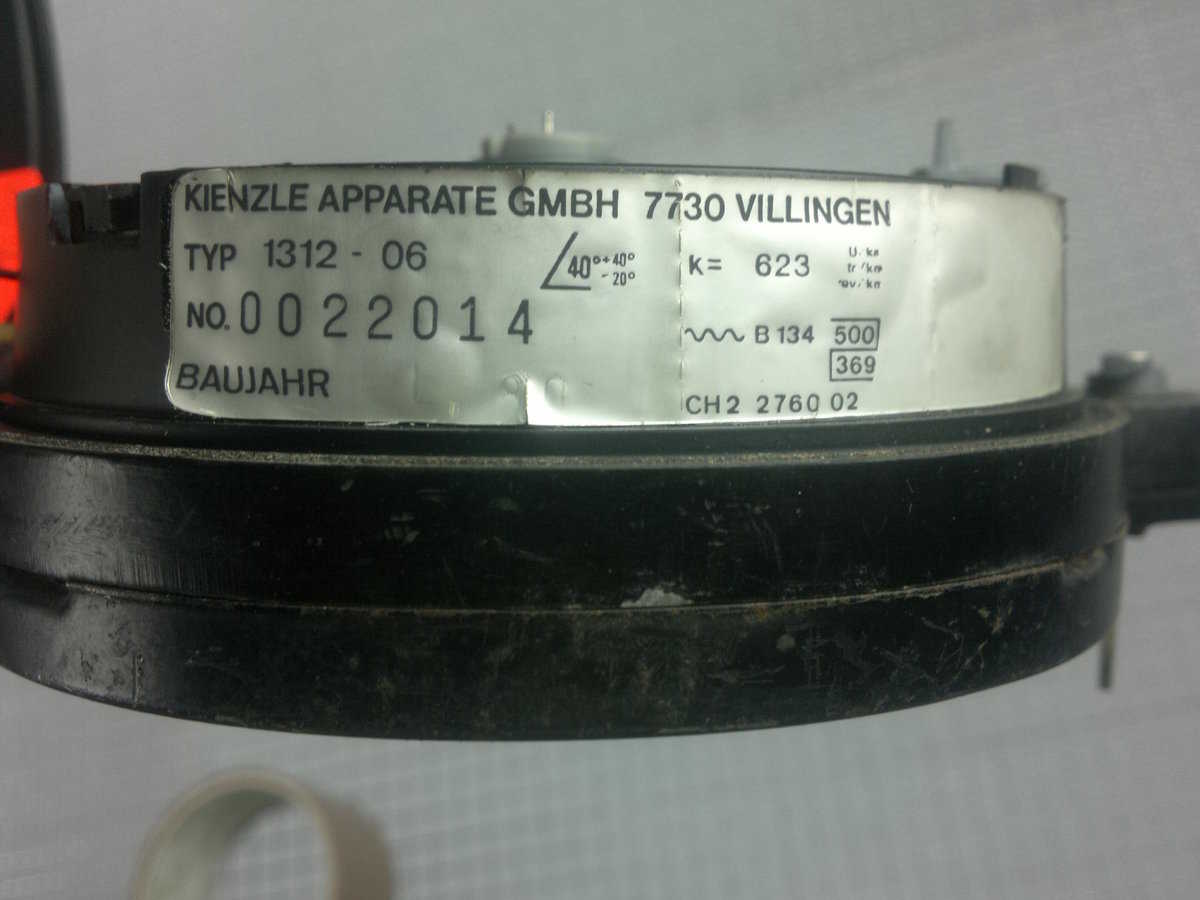 KIENZLE APPARATE GMBH 7730 VILLINGEN
TYP 1312 - 06
40° +40° -20°
k= 623
NO. 0022014
B 134 500
369
BAUJAHR
CH2 2760 02